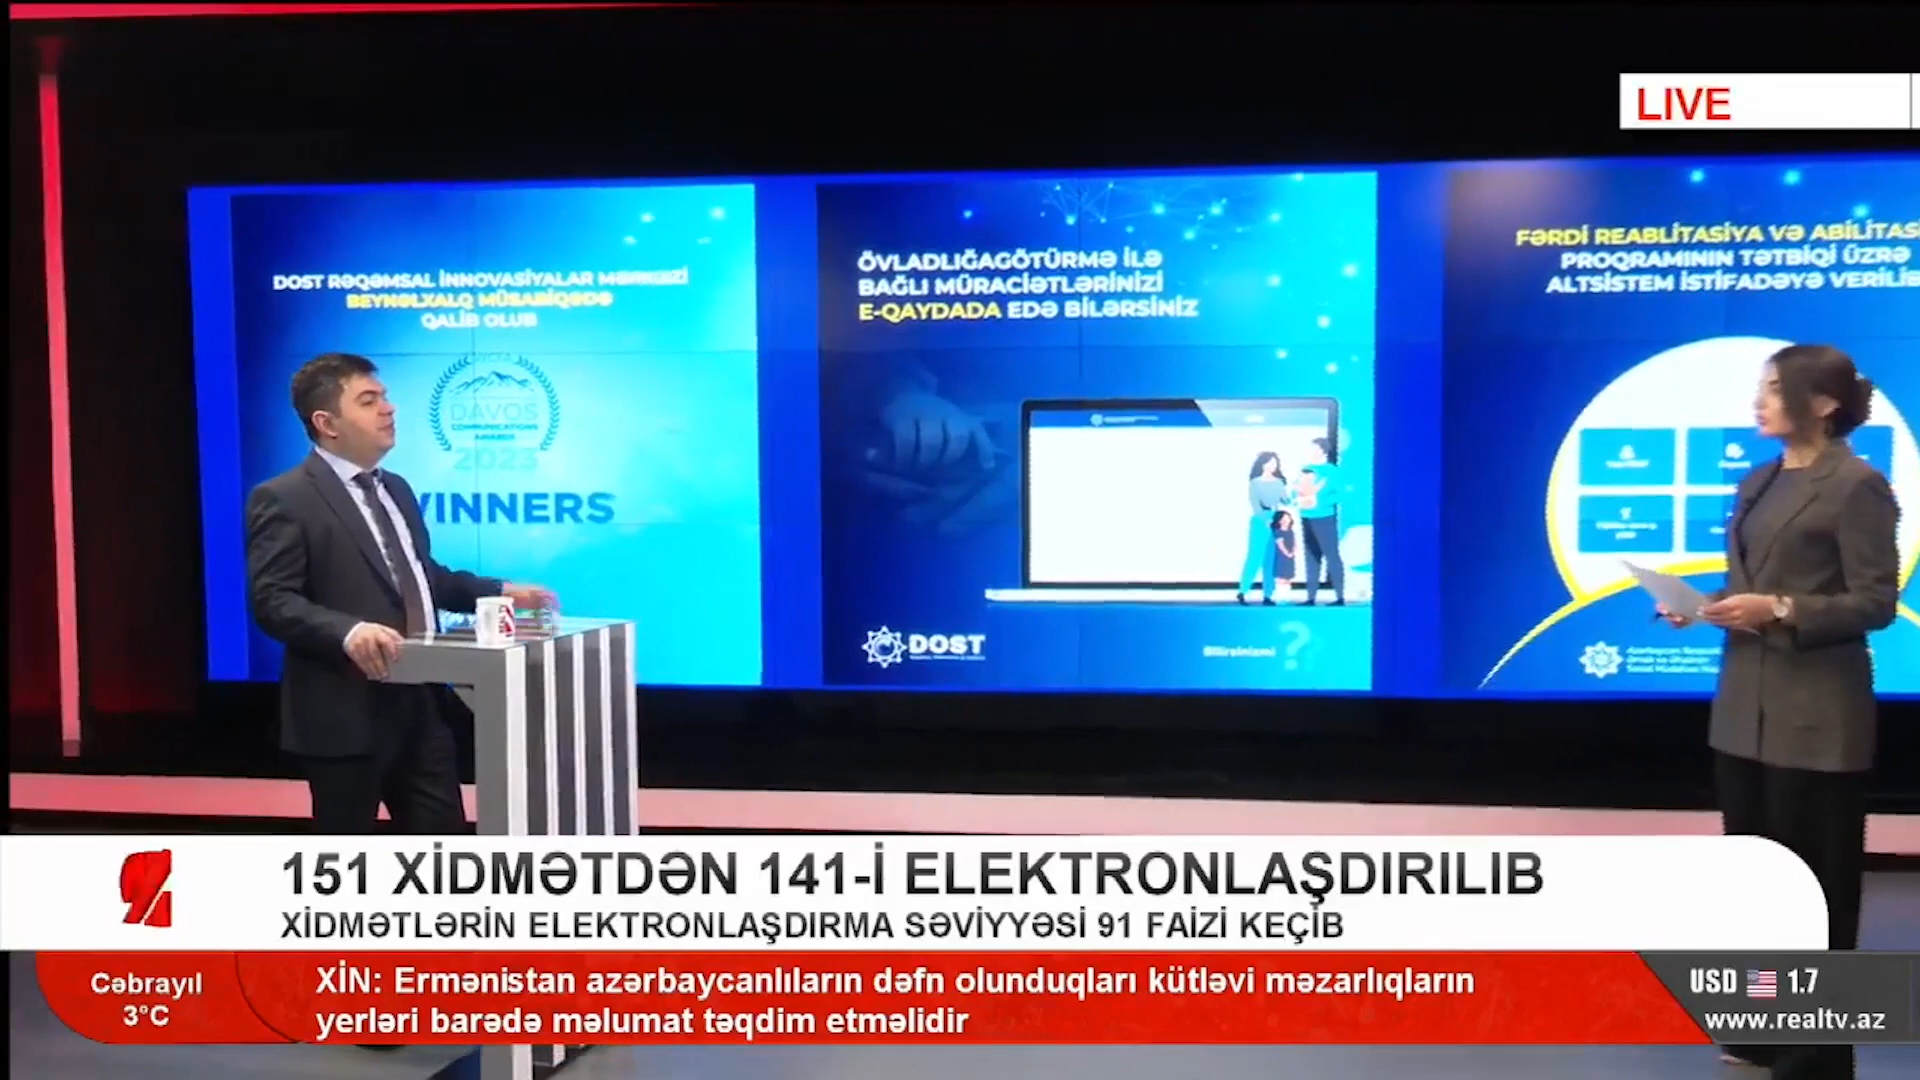 LIVE
DOST RƏQƏMSAL İNNOVASİYALAR MƏRKƏZİ
BEYNƏLXALQ MÜSABİQƏDƏ
QALİB OLUB
DAVOS
COMMUNICATIONS
AWARDS
2023
WINNERS
ÖVLADLIĞAGÖTÜRMƏ İLƏ
BAĞLI MÜRACİƏTLƏRİNİZİ
E-QAYDADA EDƏ BİLƏRSİNİZ
DOST
Bilirsinizmi
?
FƏRDİ REABLİTASİYA VƏ ABİLİTASİ
PROQRAMININ TƏTBİQİ ÜZRƏ
ALTSİSTEM İSTİFADƏYƏ VERİLİB
151 XİDMƏTDƏN 141-İ ELEKTRONLAŞDIRILIB
XİDMƏTLƏRİN ELEKTRONLAŞDIRMA SƏVİYYƏSİ 91 FAİZİ KEÇİB
Cəbrayıl
3°C
XİN: Ermənistan azərbaycanlıların dəfn olunduqları kütləvi məzarlıqların
yerləri barədə məlumat təqdim etməlidir
USD 1.7
www.realtv.az